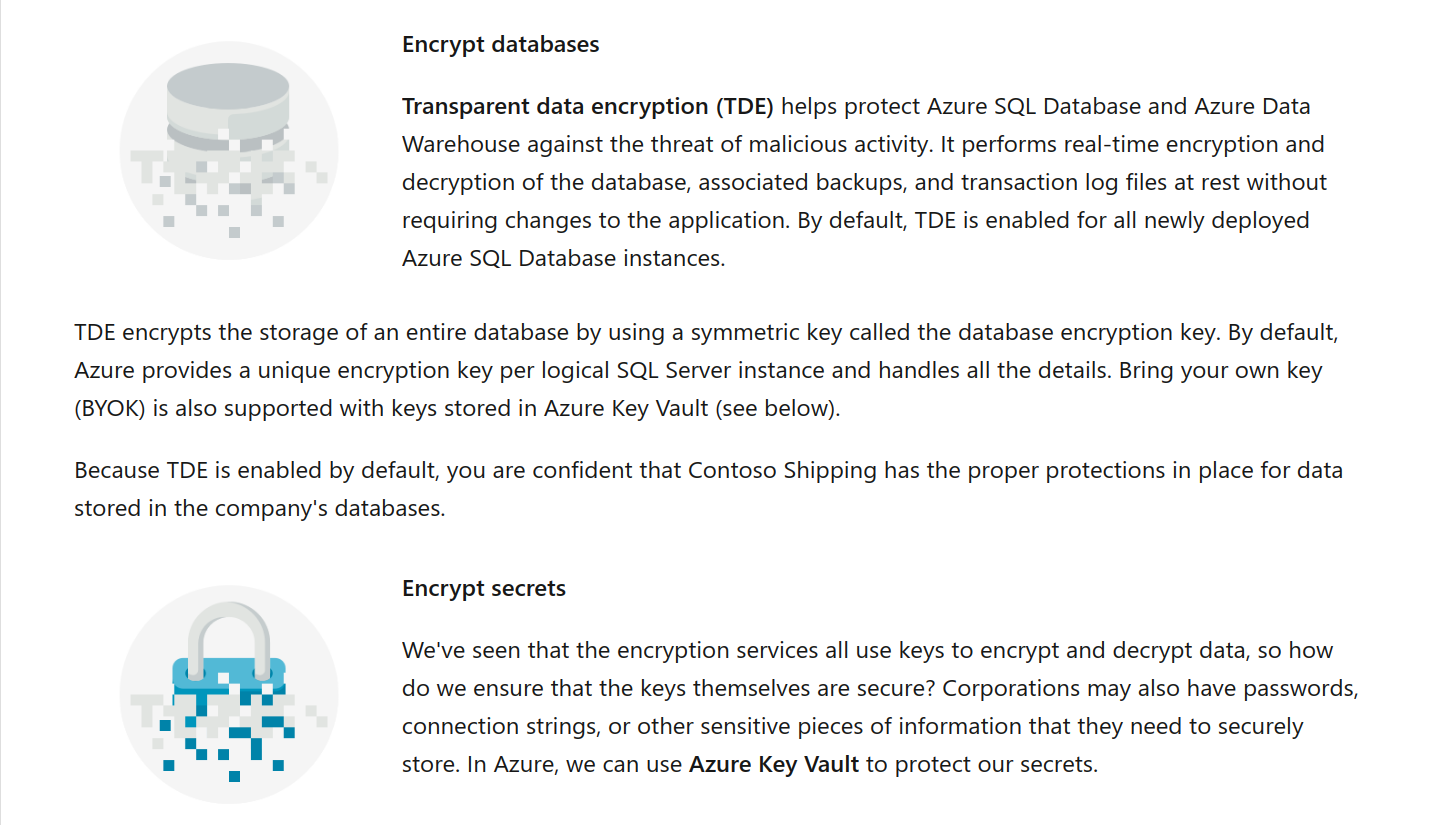 Encrypt databases
Transparent data encryption (TDE) helps protect Azure SQL Database and Azure Data
Warehouse against the threat of malicious activity. It performs real-time encryption and
decryption of the database, associated backups, and transaction log files at rest without
requiring changes to the application. By default, TDE is enabled for all newly deployed
Azure SQL Database instances.
TDE encrypts the storage of an entire database by using a symmetric key called the database encryption key. By default,
Azure provides a unique encryption key per logical SQL Server instance and handles all the details. Bring your own key
(BYOK) is also supported with keys stored in Azure Key Vault (see below).
Because TDE is enabled by default, you are confident that Contoso Shipping has the proper protections in place for data
stored in the company's databases.
Encrypt secrets
We've seen that the encryption services all use keys to encrypt and decrypt data, so how
do we ensure that the keys themselves are secure? Corporations may also have passwords,
connection strings, or other sensitive pieces of information that they need to securely
store. In Azure, we can use Azure Key Vault to protect our secrets.